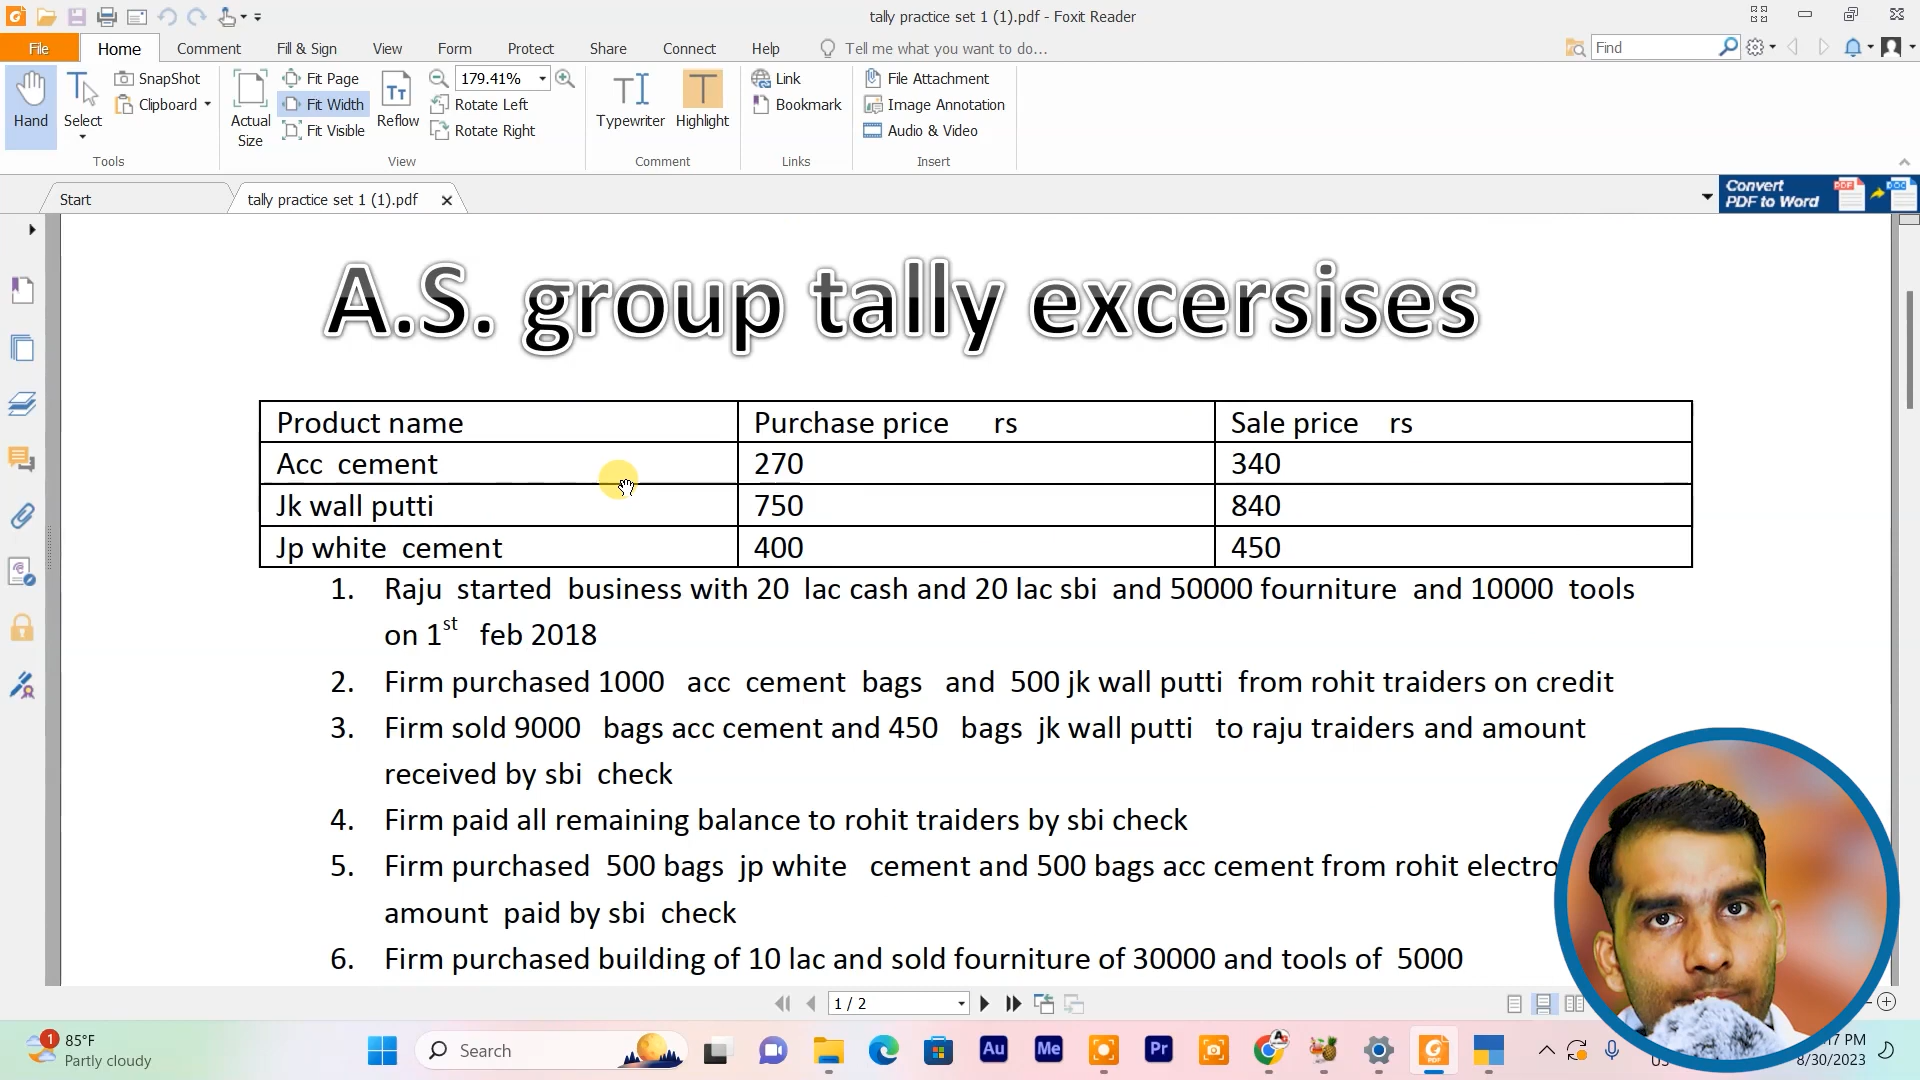 tally practice set 1 (1).pdf - Foxit Reader
File Home Comment Fill & Sign View Form Protect Share Connect Help Tell me what you want to do... Find
Hand Select SnapShot Clipboard Actual Size Fit Page Fit Width Fit Visible Reflow 179.41% Rotate Left Rotate Right Typewriter Highlight Link Bookmark File Attachment Image Annotation Audio & Video
Tools View Comment Links Insert
Start tally practice set 1 (1).pdf Convert PDF to Word
A.S. group tally excersises
Product name Purchase price rs Sale price rs
Acc cement 270 340
Jk wall putti 750 840
Jp white cement 400 450
1. Raju started business with 20 lac cash and 20 lac sbi and 50000 fourniture and 10000 tools
on 1st feb 2018
2. Firm purchased 1000 acc cement bags and 500 jk wall putti from rohit traiders on credit
3. Firm sold 9000 bags acc cement and 450 bags jk wall putti to raju traiders and amount
received by sbi check
4. Firm paid all remaining balance to rohit traiders by sbi check
5. Firm purchased 500 bags jp white cement and 500 bags acc cement from rohit electro
amount paid by sbi check
6. Firm purchased building of 10 lac and sold fourniture of 30000 and tools of 5000
1 / 2
1 85°F
Partly cloudy
Search
Au Me Pr
8/30/2023